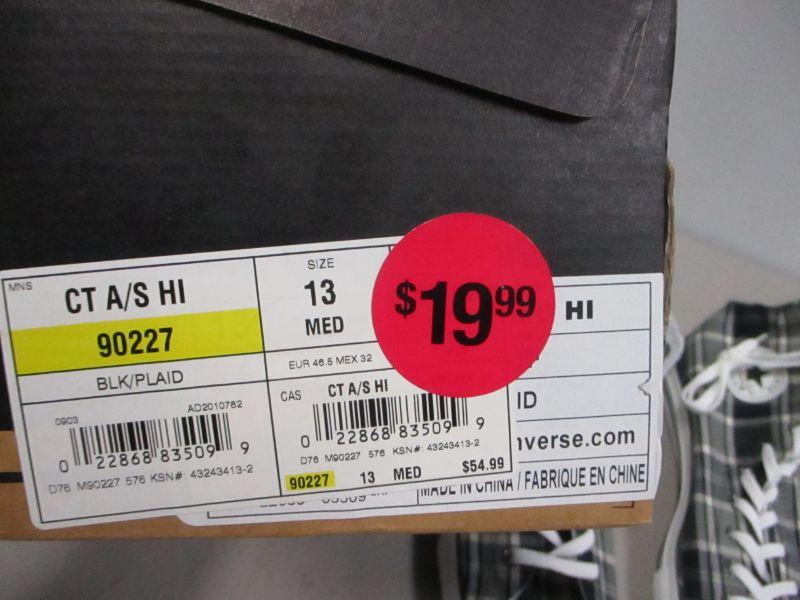 MNS
CT A/S HI
90227
BLK/PLAID
SIZE
13
MED
EUR 46.5 MEX 32
$19.99
HI
ID
0903
AD2010782
0 22868 83509 9
D76 M90227 576 KSN#: 43243413-2
CAS
CT A/S HI
0 22868 83509 9
D76 M90227 576 KSN#: 43243413-2
90227 13 MED $54.99
nverse.com
MADE IN CHINA / FABRIQUE EN CHINE